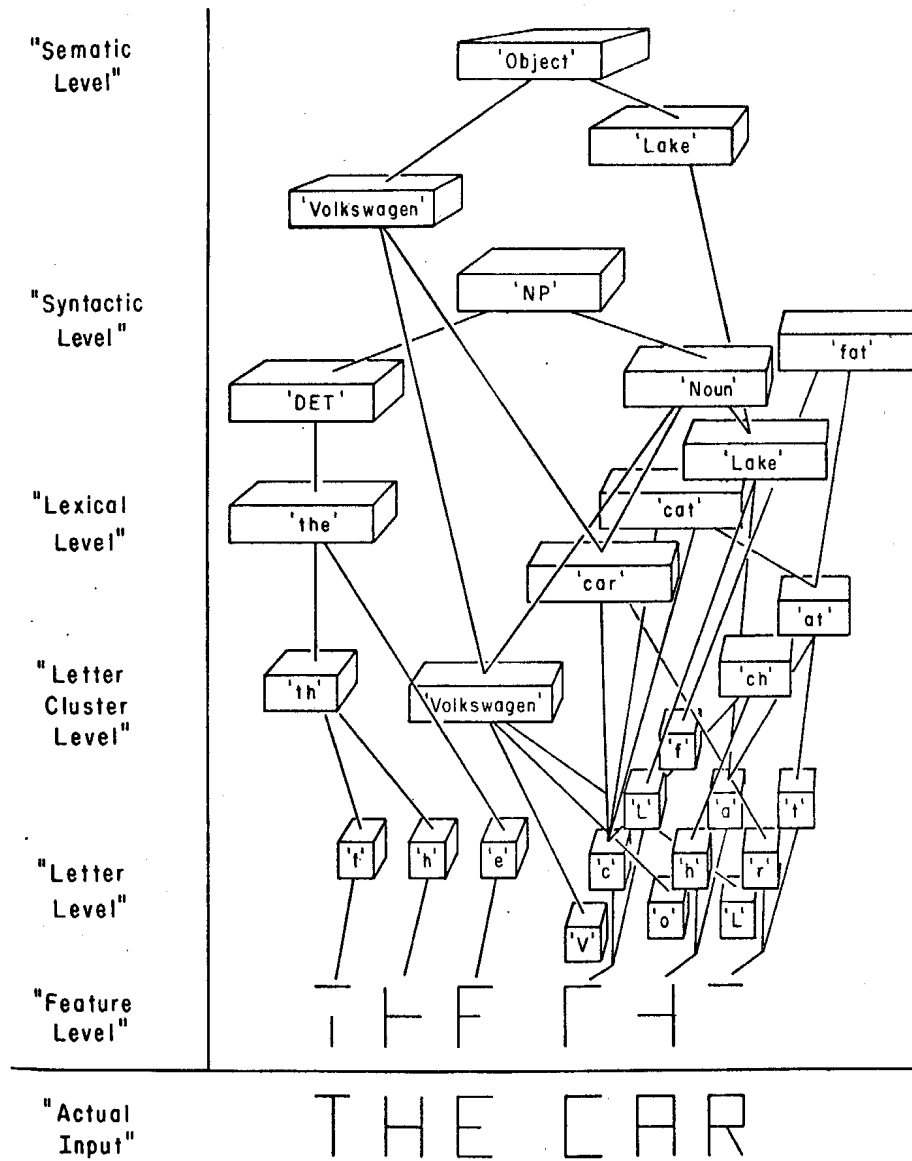 "Sematic
Level"
'Object'
'Lake'
'Volkswagen'
"Syntactic
Level"
'NP'
'fat'
'DET'
'Noun'
'Lake'
"Lexical
Level"
'the'
'cat'
'car'
'at'
"Letter
Cluster
Level"
'th'
'Volkswagen'
'ch'
'f'
'L'
'a'
't'
"Letter
Level"
't'
'h'
'e'
'c'
'h'
'r'
'V'
'o'
'L'
"Feature
Level"
"Actual
Input"
THE CAR